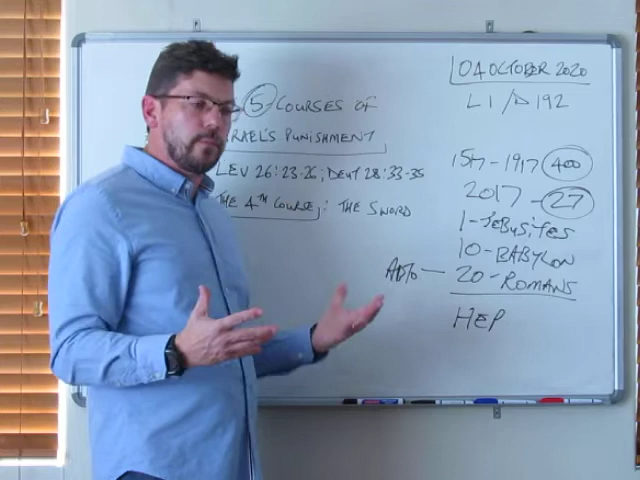 5 COURSES OF
RAEL'S PUNISHMENT
LEV 26:23-26; DEUT 28:33-35
THE 4TH COURSE; : THE SWORD
04 OCTOBER 2020
L1/D192
1517-1917 400
2017-27
1-JEBUSITES
10-BABYLON
AD70 - 20-ROMANS
HEP